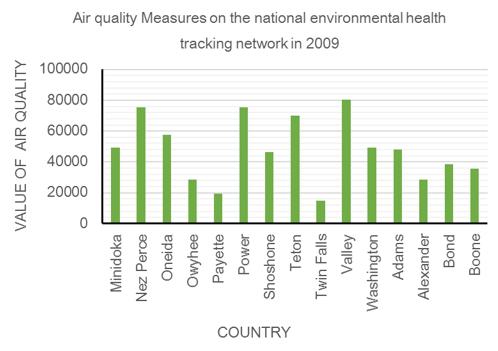 Air quality Measures on the national environmental health
tracking network in 2009
VALUE OF AIR QUALITY
100000
80000
60000
40000
20000
0
Minidoka
Nez Perce
Oneida
Owyhee
Payette
Power
Shoshone
Teton
Twin Falls
Valley
Washington
Adams
Alexander
Bond
Boone
COUNTRY